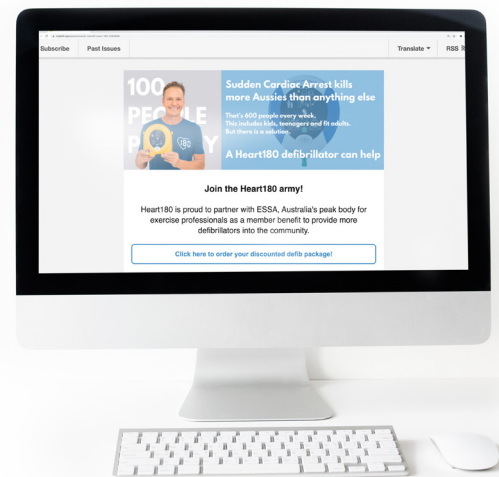 Subscribe
Past Issues
Translate
RSS
100
PEOPLE
Sudden Cardiac Arrest kills
more Aussies than anything else
That's 600 people every week.
This includes kids, teenagers and fit adults.
But there is a solution.
A Heart180 defibrillator can help
Join the Heart180 army!
Heart180 is proud to partner with ESSA, Australia's peak body for
exercise professionals as a member benefit to provide more
defibrillators into the community.
Click here to order your discounted defib package!